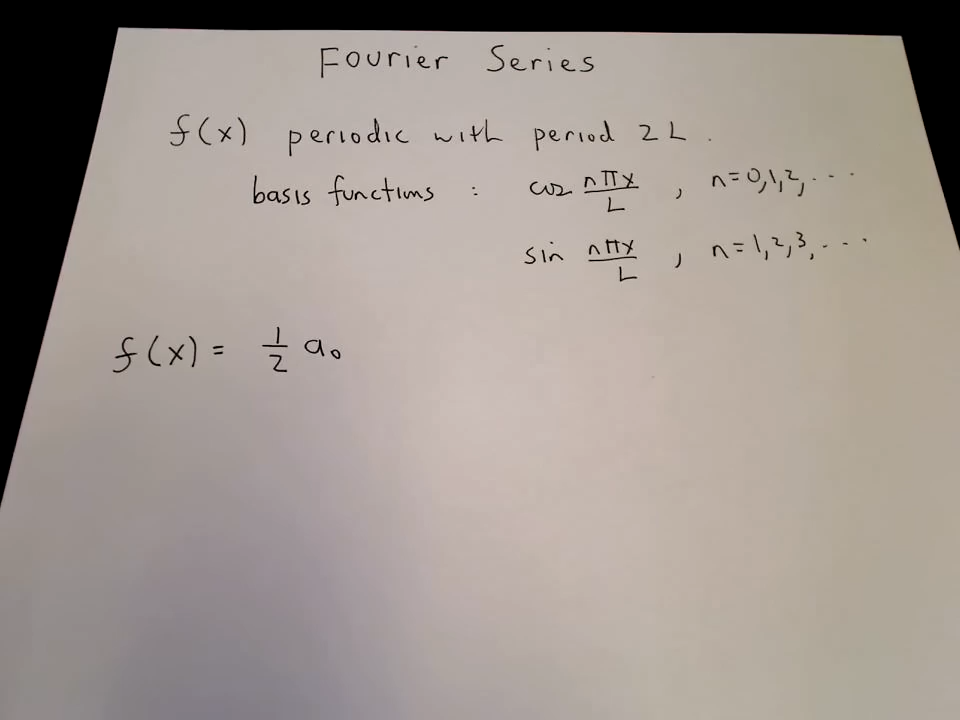 Fourier Series
f(x) periodic with period 2L.
basis functions : cos nπx/L , n=0,1,2,...
sin nπx/L , n=1,2,3,...
f(x) = 1/2 a₀